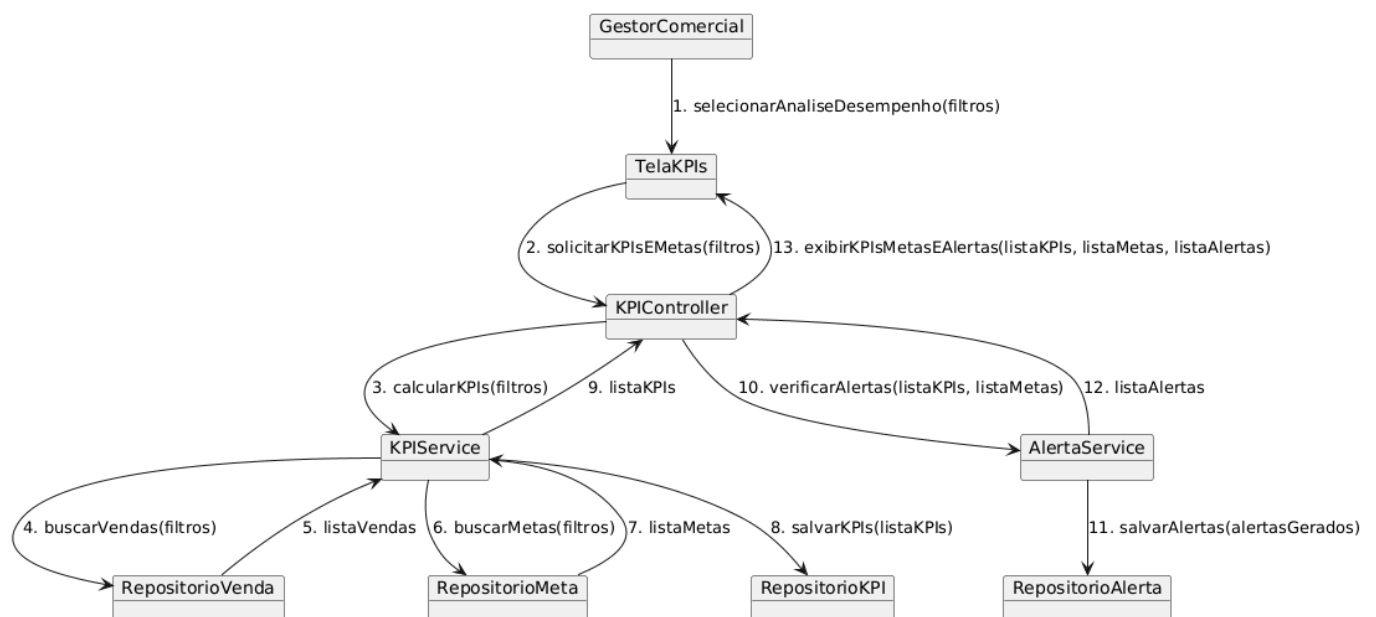 GestorComercial
1. selecionarAnaliseDesempenho(filtros)
TelaKPIs
2. solicitarKPIsEMetas(filtros)
13. exibirKPIsMetasEAlertas(listaKPIs, listaMetas, listaAlertas)
KPIController
3. calcularKPIs(filtros)
9. listaKPIs
10. verificarAlertas(listaKPIs, listaMetas)
12. listaAlertas
KPIService
AlertaService
4. buscarVendas(filtros)
5. listaVendas
6. buscarMetas(filtros)
7. listaMetas
8. salvarKPIs(listaKPIs)
11. salvarAlertas(alertasGerados)
RepositorioVenda
RepositorioMeta
RepositorioKPI
RepositorioAlerta